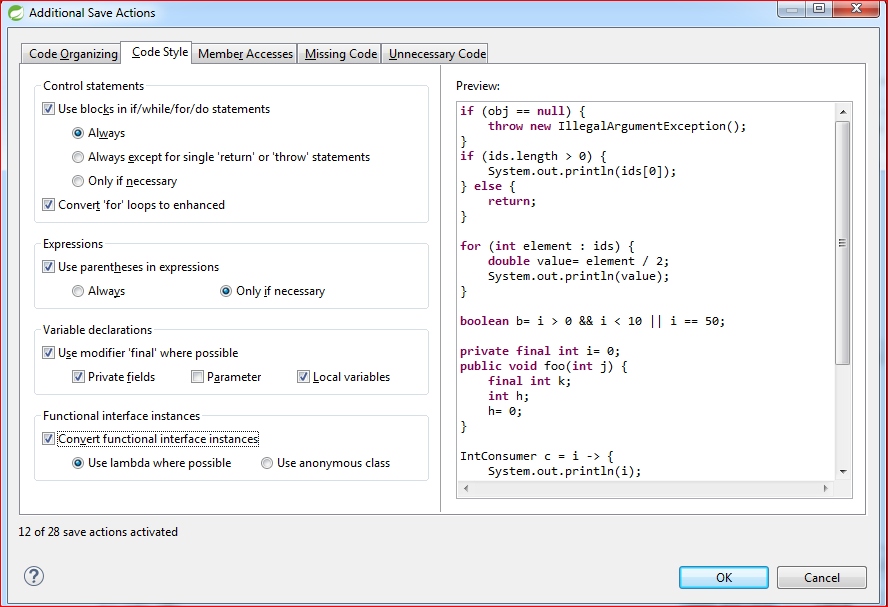 Additional Save Actions
Code Organizing Code Style Member Accesses Missing Code Unnecessary Code
Control statements
Use blocks in if/while/for/do statements
Always
Always except for single 'return' or 'throw' statements
Only if necessary
Convert 'for' loops to enhanced
Expressions
Use parentheses in expressions
Always Only if necessary
Variable declarations
Use modifier 'final' where possible
Private fields Parameter Local variables
Functional interface instances
Convert functional interface instances
Use lambda where possible Use anonymous class
Preview:
if (obj == null) {
    throw new IllegalArgumentException();
}
if (ids.length > 0) {
    System.out.println(ids[0]);
} else {
    return;
}

for (int element : ids) {
    double value= element / 2;
    System.out.println(value);
}

boolean b= i > 0 && i < 10 || i == 50;

private final int i= 0;
public void foo(int j) {
    final int k;
    int h;
    h= 0;
}

IntConsumer c = i -> {
    System.out.println(i);
12 of 28 save actions activated
?
OK Cancel